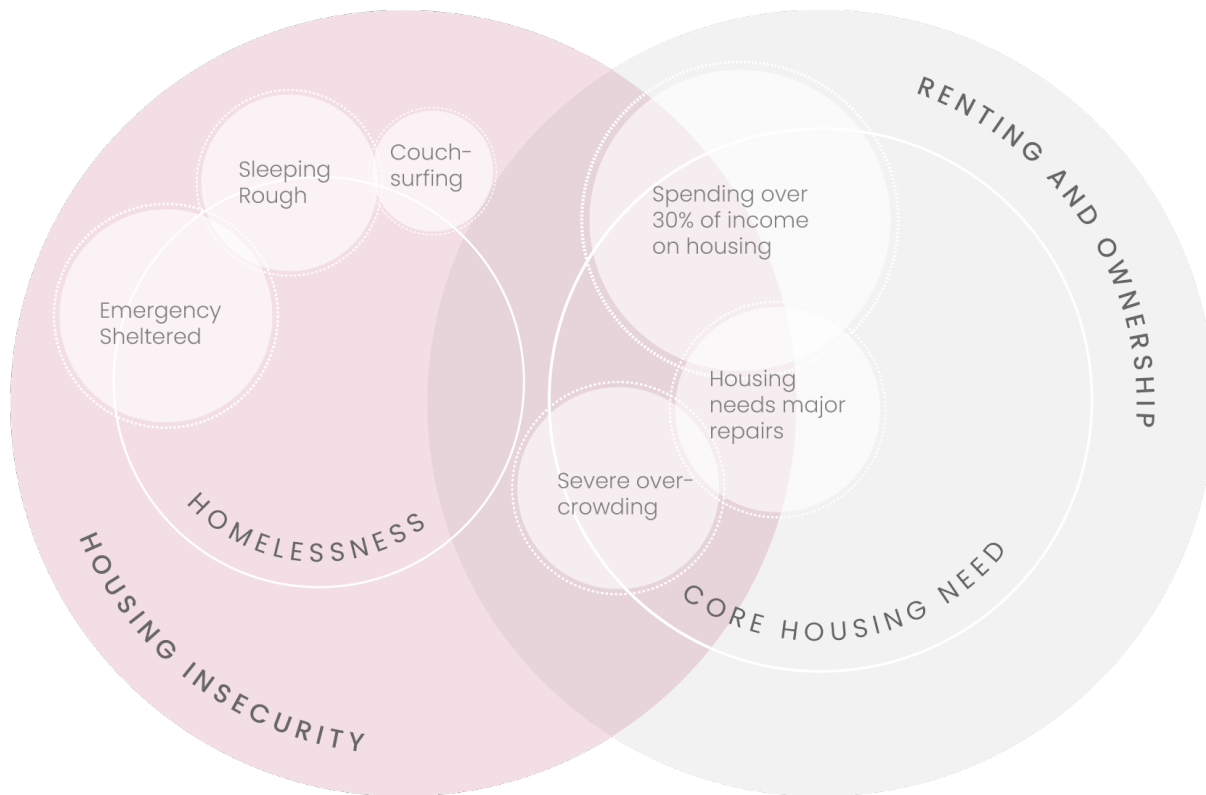 RENTING AND OWNERSHIP
Couch-
surfing
Sleeping
Rough
Spending over
30% of income
on housing
Emergency
Sheltered
Housing
needs major
repairs
Severe over-
crowding
HOMELESSNESS
CORE HOUSING NEED
HOUSING INSECURITY